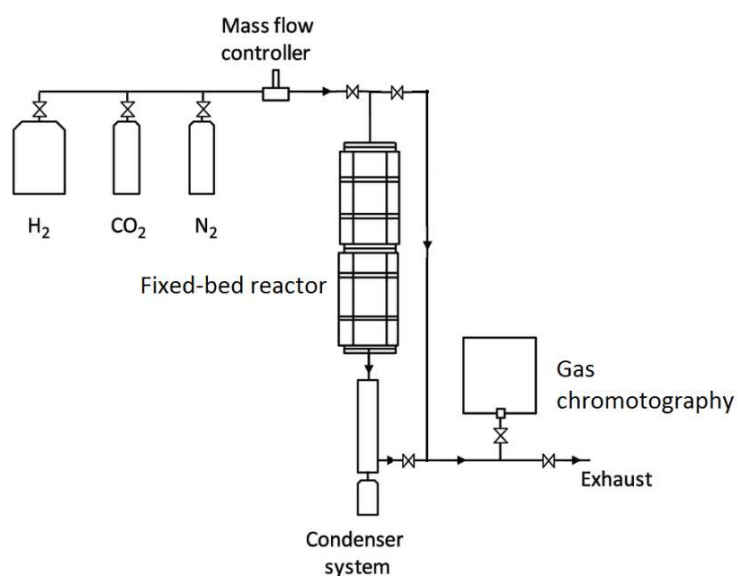 Mass flow
controller
H₂
CO₂
N₂
Fixed-bed reactor
Gas
chromotography
Exhaust
Condenser
system